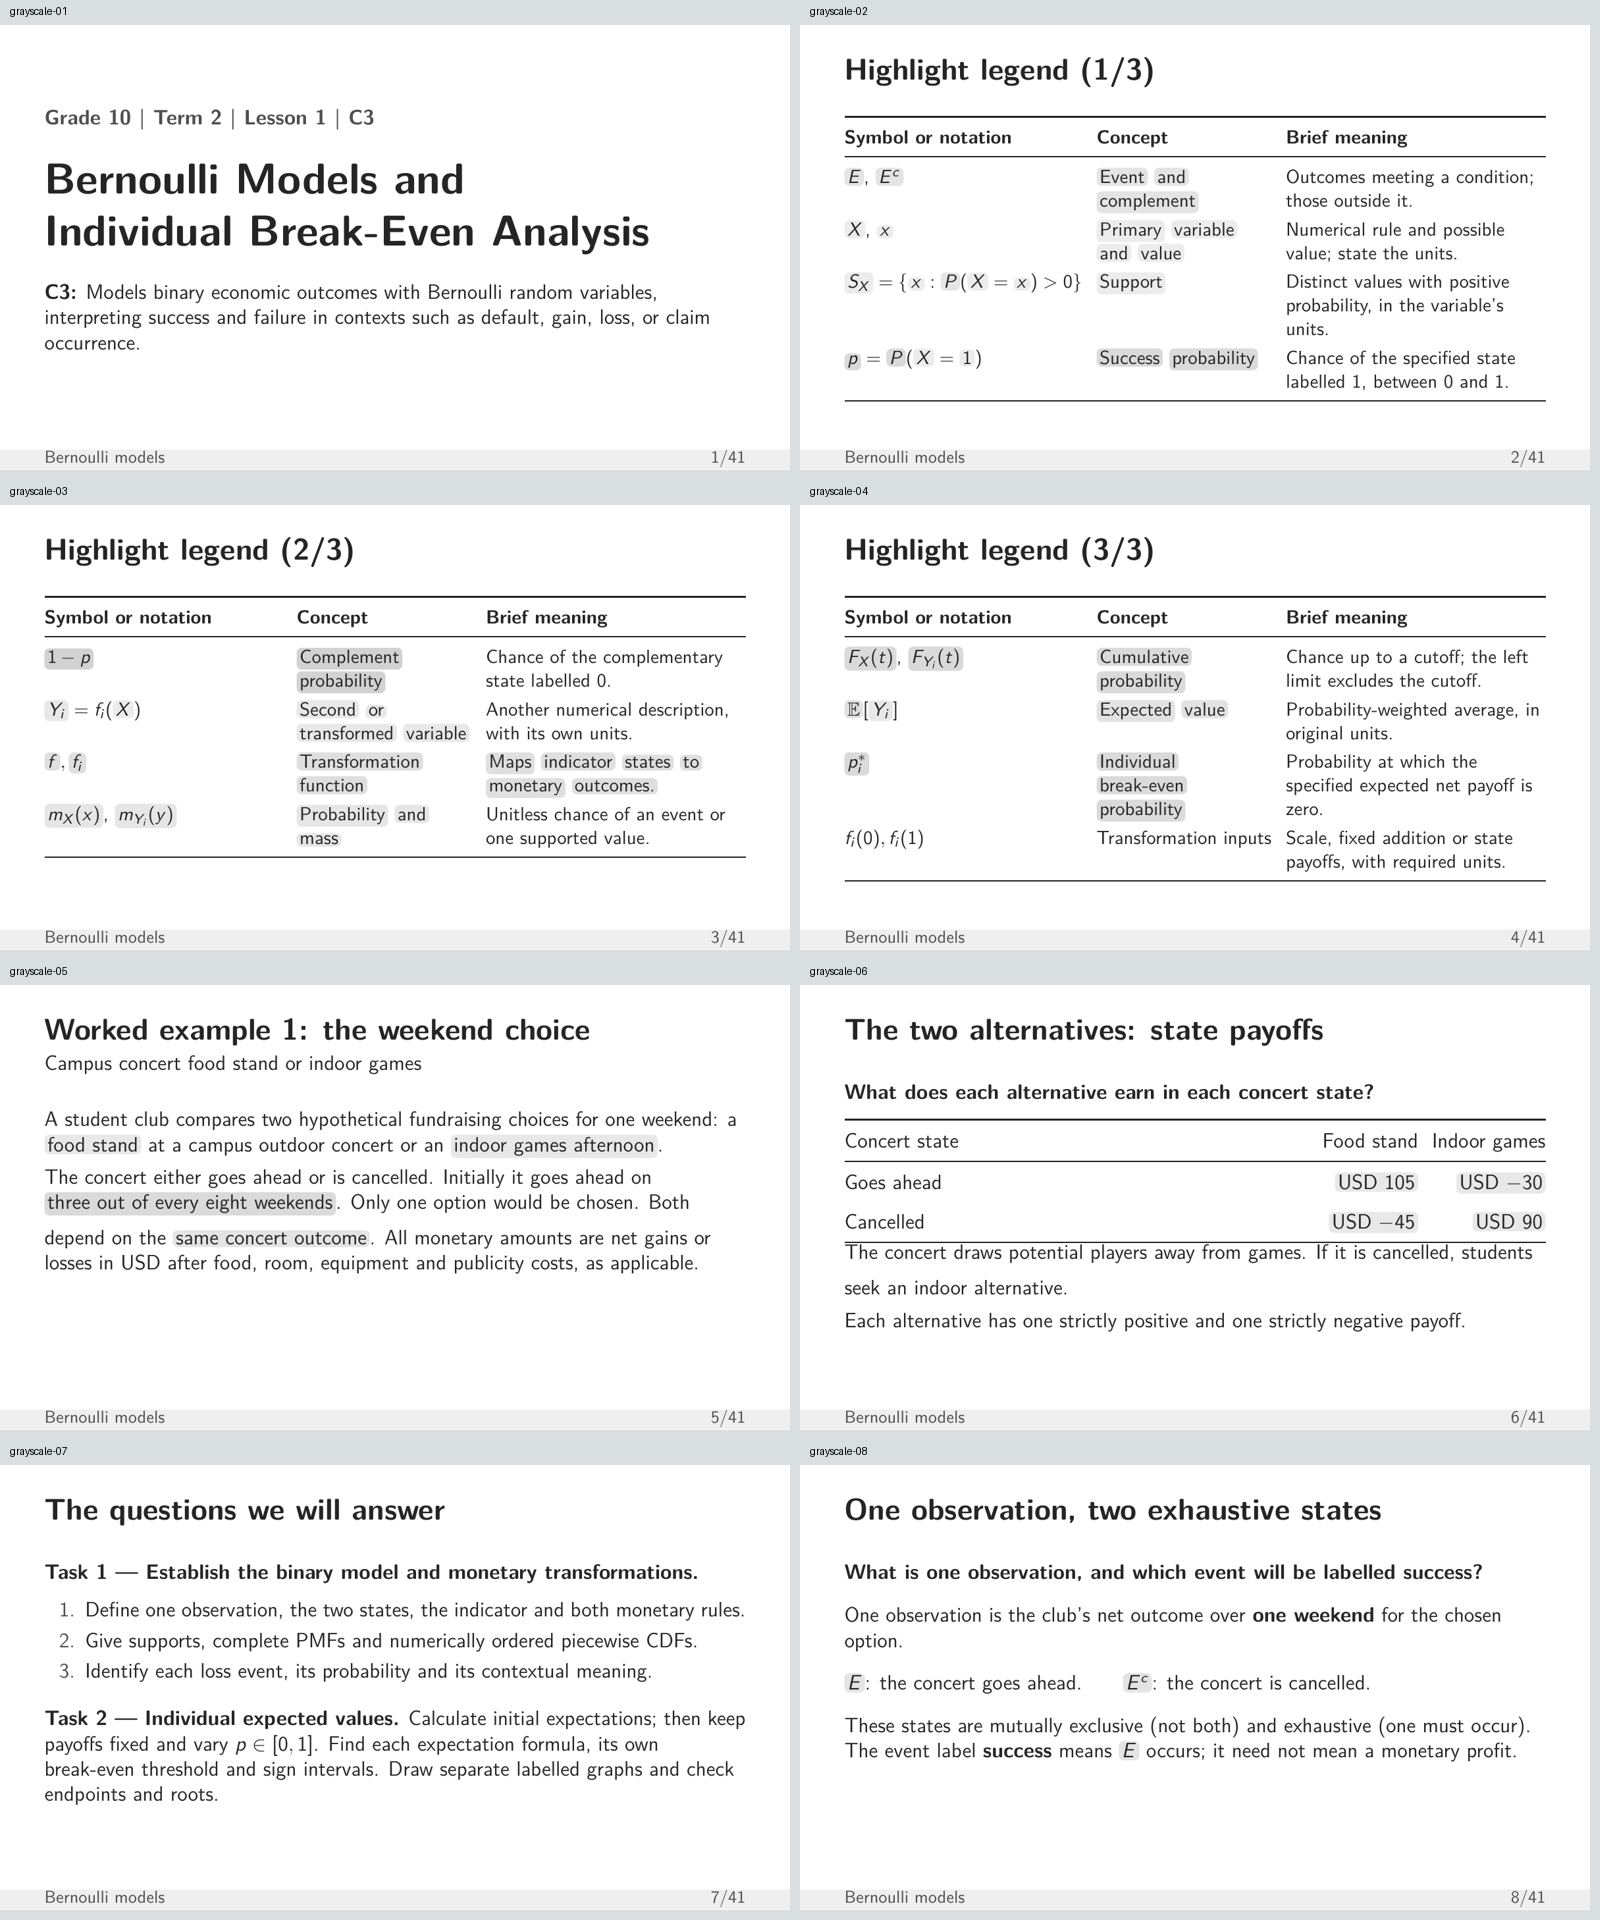 grayscale-01
Grade 10 | Term 2 | Lesson 1 | C3
Bernoulli Models and
Individual Break-Even Analysis
C3: Models binary economic outcomes with Bernoulli random variables,
interpreting success and failure in contexts such as default, gain, loss, or claim
occurrence.
Bernoulli models 1/41
grayscale-02
Highlight legend (1/3)
Symbol or notation Concept Brief meaning
E, Eᶜ Event and Outcomes meeting a condition;
complement those outside it.
X, x Primary variable Numerical rule and possible
and value value; state the units.
S_X = {x : P(X = x) > 0} Support Distinct values with positive
probability, in the variable's
units.
p = P(X = 1) Success probability Chance of the specified state
labelled 1, between 0 and 1.
Bernoulli models 2/41
grayscale-03
Highlight legend (2/3)
Symbol or notation Concept Brief meaning
1 − p Complement Chance of the complementary
probability state labelled 0.
Y_i = f_i(X) Second or Another numerical description,
transformed variable with its own units.
f, f_i Transformation Maps indicator states to
function monetary outcomes.
m_X(x), m_{Y_i}(y) Probability and Unitless chance of an event or
mass one supported value.
Bernoulli models 3/41
grayscale-04
Highlight legend (3/3)
Symbol or notation Concept Brief meaning
F_X(t), F_{Y_i}(t) Cumulative Chance up to a cutoff; the left
probability limit excludes the cutoff.
𝔼[Y_i] Expected value Probability-weighted average, in
original units.
p_i^* Individual Probability at which the
break-even specified expected net payoff is
probability zero.
f_i(0), f_i(1) Transformation inputs Scale, fixed addition or state
payoffs, with required units.
Bernoulli models 4/41
grayscale-05
Worked example 1: the weekend choice
Campus concert food stand or indoor games
A student club compares two hypothetical fundraising choices for one weekend: a
food stand at a campus outdoor concert or an indoor games afternoon.
The concert either goes ahead or is cancelled. Initially it goes ahead on
three out of every eight weekends. Only one option would be chosen. Both
depend on the same concert outcome. All monetary amounts are net gains or
losses in USD after food, room, equipment and publicity costs, as applicable.
Bernoulli models 5/41
grayscale-06
The two alternatives: state payoffs
What does each alternative earn in each concert state?
Concert state Food stand Indoor games
Goes ahead USD 105 USD −30
Cancelled USD −45 USD 90
The concert draws potential players away from games. If it is cancelled, students
seek an indoor alternative.
Each alternative has one strictly positive and one strictly negative payoff.
Bernoulli models 6/41
grayscale-07
The questions we will answer
Task 1 — Establish the binary model and monetary transformations.
1. Define one observation, the two states, the indicator and both monetary rules.
2. Give supports, complete PMFs and numerically ordered piecewise CDFs.
3. Identify each loss event, its probability and its contextual meaning.
Task 2 — Individual expected values. Calculate initial expectations; then keep
payoffs fixed and vary p ∈ [0, 1]. Find each expectation formula, its own
break-even threshold and sign intervals. Draw separate labelled graphs and check
endpoints and roots.
Bernoulli models 7/41
grayscale-08
One observation, two exhaustive states
What is one observation, and which event will be labelled success?
One observation is the club's net outcome over one weekend for the chosen
option.
E: the concert goes ahead. Eᶜ: the concert is cancelled.
These states are mutually exclusive (not both) and exhaustive (one must occur).
The event label success means E occurs; it need not mean a monetary profit.
Bernoulli models 8/41